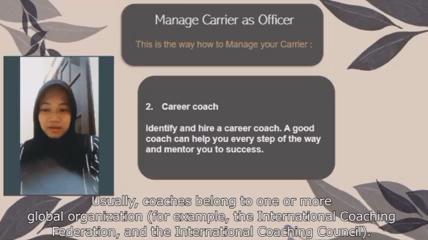 Manage Carrier as Officer
This is the way how to Manage your Carrier :
2. Career coach
Identify and hire a career coach. A good
coach can help you every step of the way
and mentor you to success.
Usually, coaches belong to one or more
global organization (for example, the International Coaching
Federation, and the International Coaching Council).